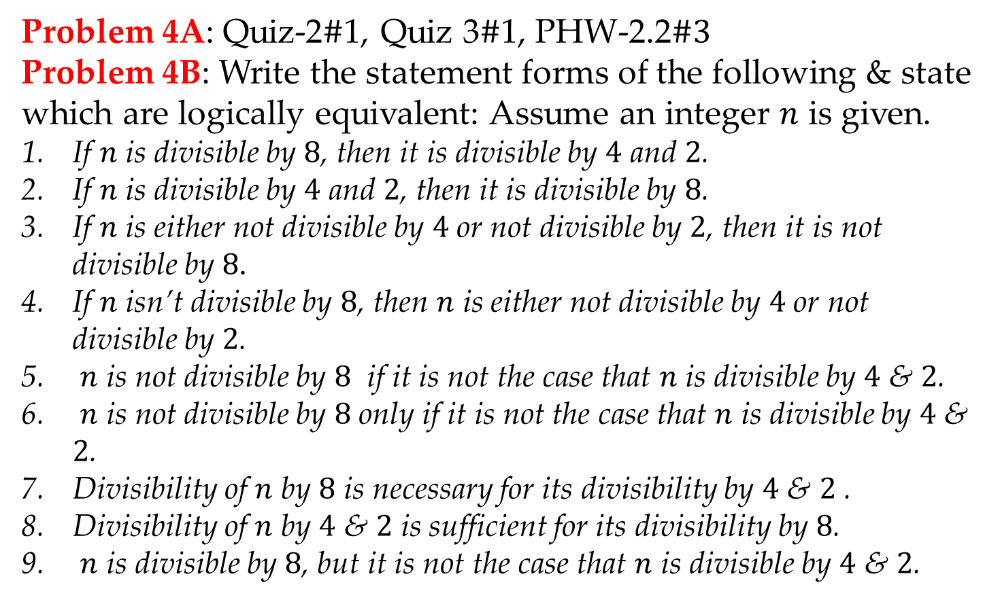 Problem 4A: Quiz-2#1, Quiz 3#1, PHW-2.2#3
Problem 4B: Write the statement forms of the following & state
which are logically equivalent: Assume an integer n is given.
1. If n is divisible by 8, then it is divisible by 4 and 2.
2. If n is divisible by 4 and 2, then it is divisible by 8.
3. If n is either not divisible by 4 or not divisible by 2, then it is not
divisible by 8.
4. If n isn't divisible by 8, then n is either not divisible by 4 or not
divisible by 2.
5. n is not divisible by 8 if it is not the case that n is divisible by 4 & 2.
6. n is not divisible by 8 only if it is not the case that n is divisible by 4 &
2.
7. Divisibility of n by 8 is necessary for its divisibility by 4 & 2 .
8. Divisibility of n by 4 & 2 is sufficient for its divisibility by 8.
9. n is divisible by 8, but it is not the case that n is divisible by 4 & 2.